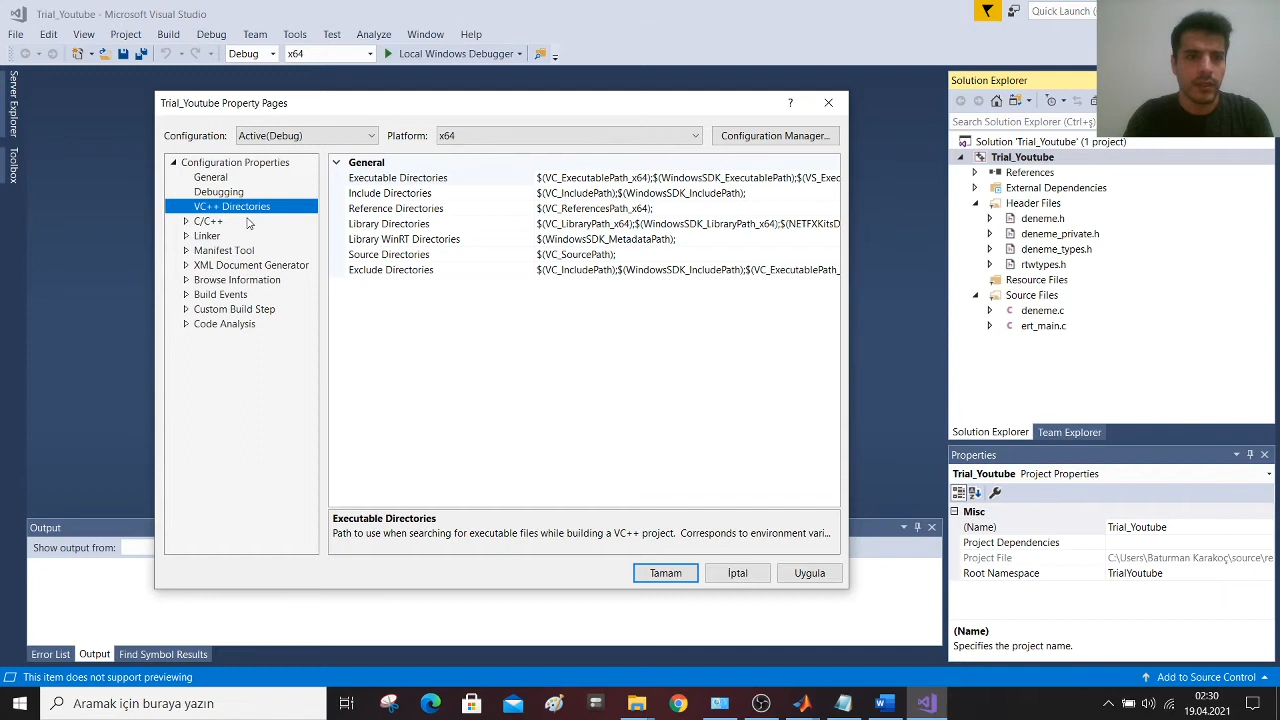 Trial_Youtube - Microsoft Visual Studio
Quick Launch (
File Edit View Project Build Debug Team Tools Test Analyze Window Help
Debug x64 Local Windows Debugger
Server Explorer
Toolbox
Trial_Youtube Property Pages
Configuration: Active(Debug) Platform: x64 Configuration Manager...
Configuration Properties
General
Debugging
VC++ Directories
C/C++
Linker
Manifest Tool
XML Document Generator
Browse Information
Build Events
Custom Build Step
Code Analysis
General
Executable Directories $(VC_ExecutablePath_x64);$(WindowsSDK_ExecutablePath);$(VS_Exec
Include Directories $(VC_IncludePath);$(WindowsSDK_IncludePath);
Reference Directories $(VC_ReferencesPath_x64);
Library Directories $(VC_LibraryPath_x64);$(WindowsSDK_LibraryPath_x64);$(NETFXKitsD
Library WinRT Directories $(WindowsSDK_MetadataPath);
Source Directories $(VC_SourcePath);
Exclude Directories $(VC_IncludePath);$(WindowsSDK_IncludePath);$(VC_ExecutablePath_
Executable Directories
Path to use when searching for executable files while building a VC++ project. Corresponds to environment vari...
Tamam İptal Uygula
Solution Explorer
Search Solution Explorer (Ctrl+ş)
Solution 'Trial_Youtube' (1 project)
Trial_Youtube
References
External Dependencies
Header Files
deneme.h
deneme_private.h
deneme_types.h
rtwtypes.h
Resource Files
Source Files
deneme.c
ert_main.c
Solution Explorer Team Explorer
Properties
Trial_Youtube Project Properties
Misc
(Name) Trial_Youtube
Project Dependencies
Project File C:\Users\Baturman Karakoç\source\re
Root Namespace TrialYoutube
(Name)
Specifies the project name.
Output
Show output from:
Error List Output Find Symbol Results
This item does not support previewing
Add to Source Control
Aramak için buraya yazın
02:30
19.04.2021